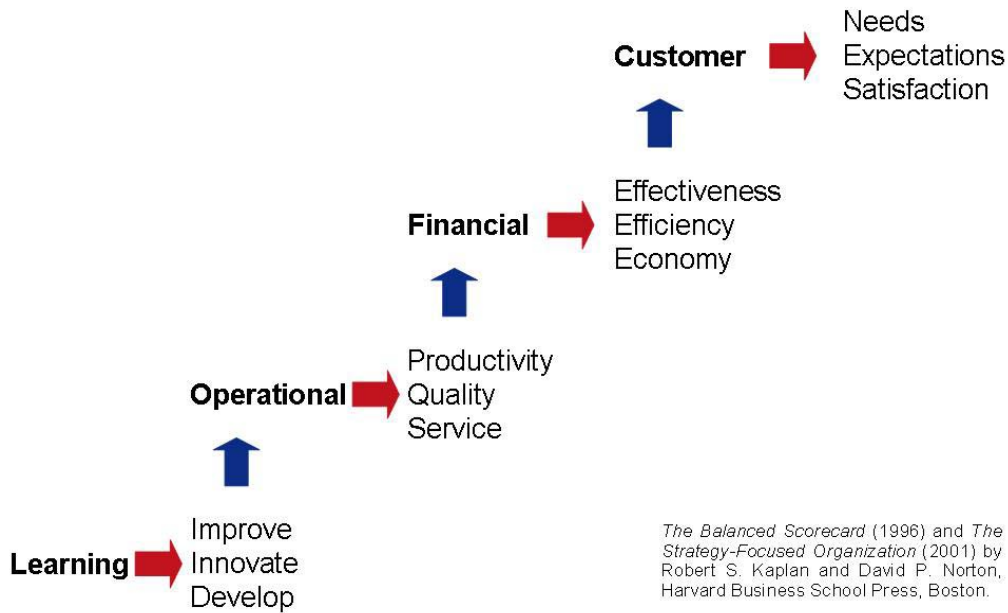 Customer
Needs
Expectations
Satisfaction
Financial
Effectiveness
Efficiency
Economy
Operational
Productivity
Quality
Service
Learning
Improve
Innovate
Develop
The Balanced Scorecard (1996) and The
Strategy-Focused Organization (2001) by
Robert S. Kaplan and David P. Norton,
Harvard Business School Press, Boston.